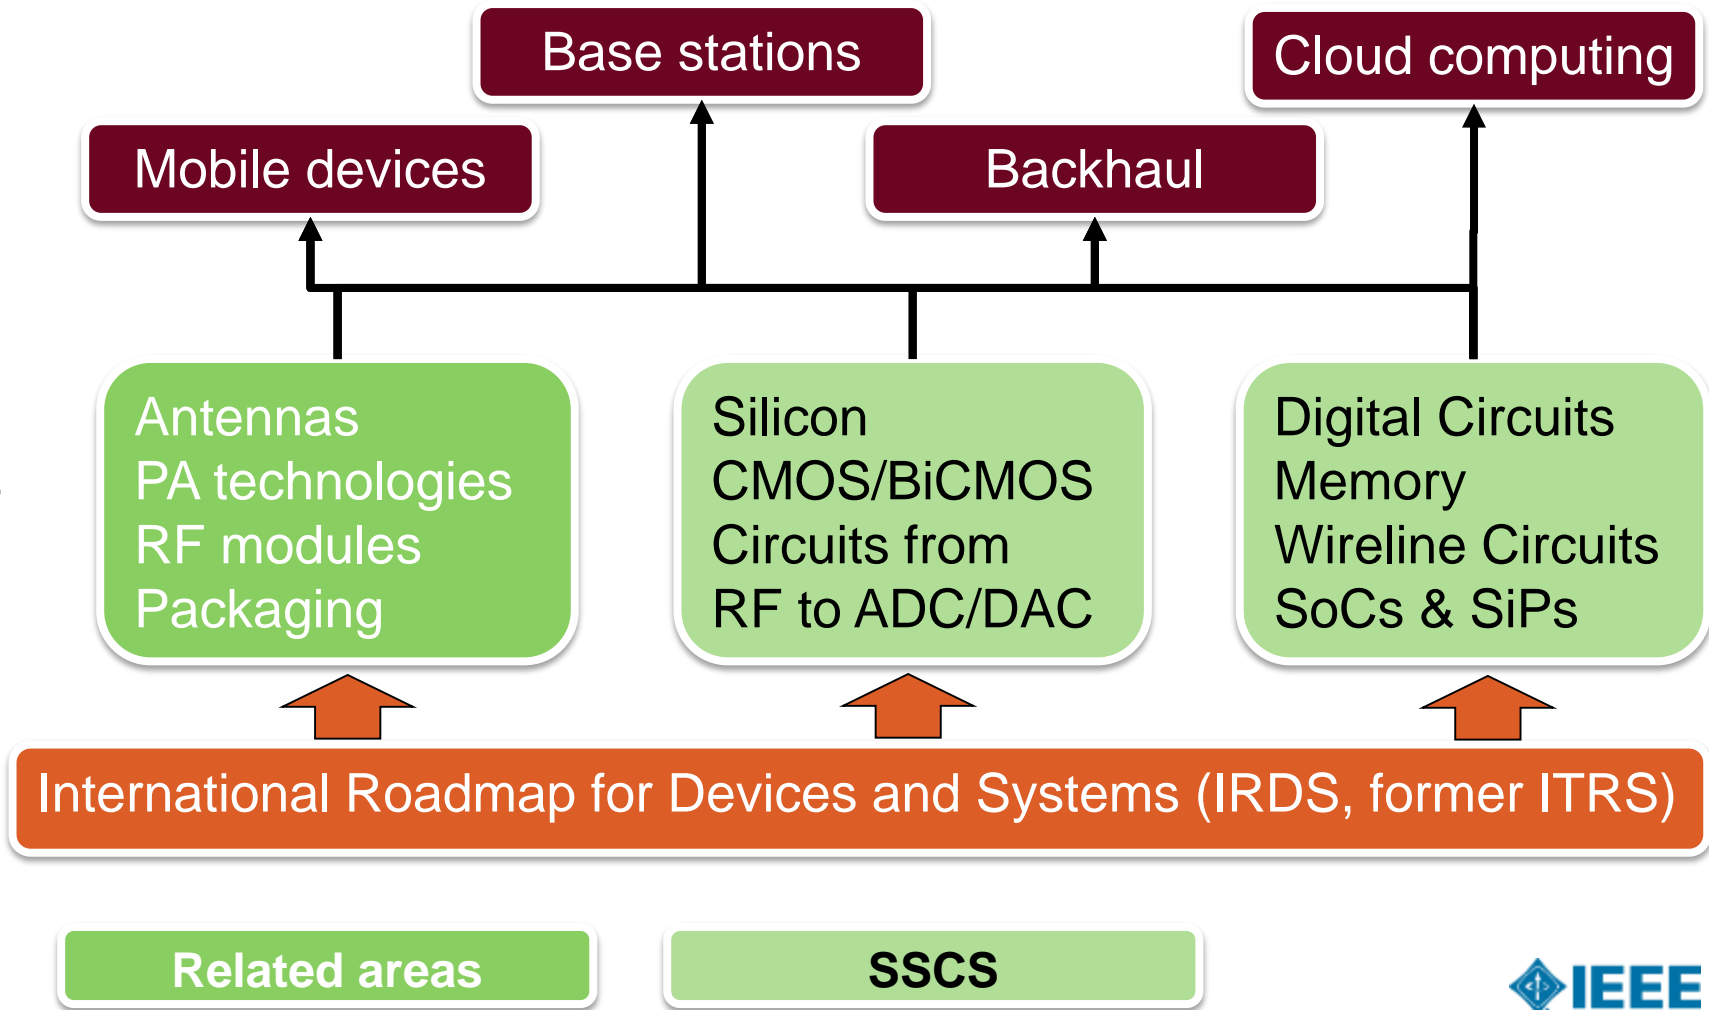 Base stations
Cloud computing
Mobile devices
Backhaul
Antennas
PA technologies
RF modules
Packaging
Silicon
CMOS/BiCMOS
Circuits from
RF to ADC/DAC
Digital Circuits
Memory
Wireline Circuits
SoCs & SiPs
International Roadmap for Devices and Systems (IRDS, former ITRS)
Related areas
SSCS
IEEE